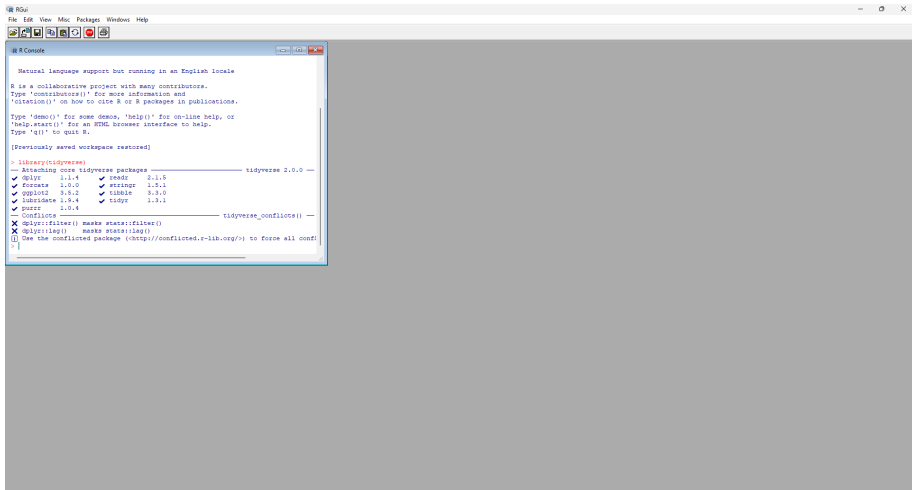 RGui
File Edit View Misc Packages Windows Help
STOP
R Console
Natural language support but running in an English locale
R is a collaborative project with many contributors.
Type 'contributors()' for more information and
'citation()' on how to cite R or R packages in publications.
Type 'demo()' for some demos, 'help()' for on-line help, or
'help.start()' for an HTML browser interface to help.
Type 'q()' to quit R.
[Previously saved workspace restored]
> library(tidyverse)
── Attaching core tidyverse packages ── tidyverse 2.0.0 ──
✔ dplyr 1.1.4 ✔ readr 2.1.5
✔ forcats 1.0.0 ✔ stringr 1.5.1
✔ ggplot2 3.5.2 ✔ tibble 3.3.0
✔ lubridate 1.9.4 ✔ tidyr 1.3.1
✔ purrr 1.0.4
── Conflicts ── tidyverse_conflicts() ──
✖ dplyr::filter() masks stats::filter()
✖ dplyr::lag() masks stats::lag()
ℹ Use the conflicted package (<http://conflicted.r-lib.org/>) to force all conf
>